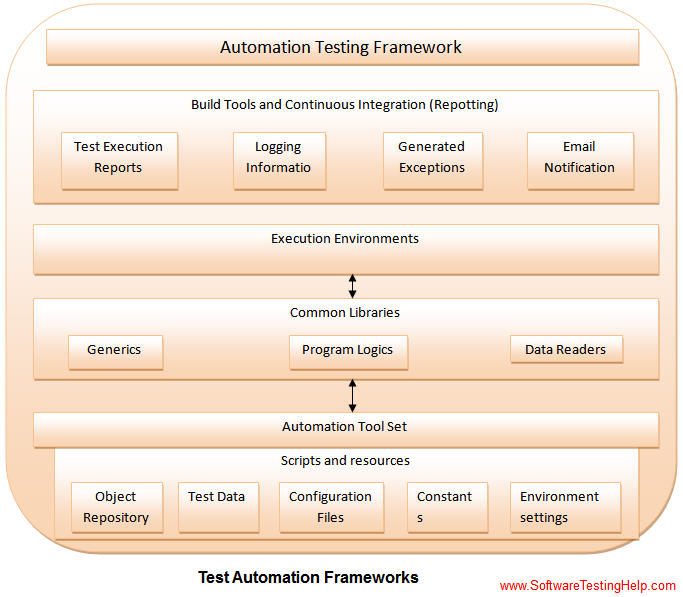 Automation Testing Framework
Build Tools and Continuous Integration (Repotting)
Test Execution
Reports
Logging
Informatio
Generated
Exceptions
Email
Notification
Execution Environments
Common Libraries
Generics
Program Logics
Data Readers
Automation Tool Set
Scripts and resources
Object
Repository
Test Data
Configuration
Files
Constant
s
Environment
settings
Test Automation Frameworks
www.SoftwareTestingHelp.com